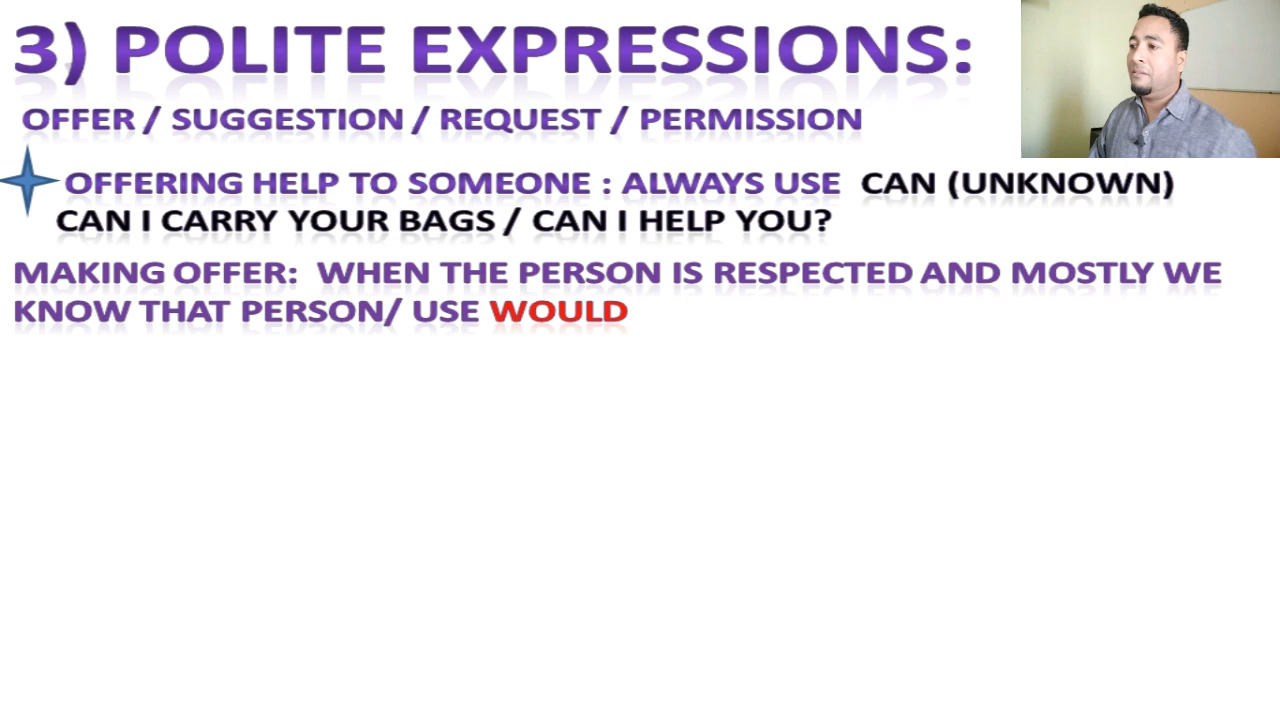 3) POLITE EXPRESSIONS:
OFFER / SUGGESTION / REQUEST / PERMISSION
OFFERING HELP TO SOMEONE : ALWAYS USE CAN (UNKNOWN)
CAN I CARRY YOUR BAGS / CAN I HELP YOU?
MAKING OFFER: WHEN THE PERSON IS RESPECTED AND MOSTLY WE
KNOW THAT PERSON/ USE WOULD